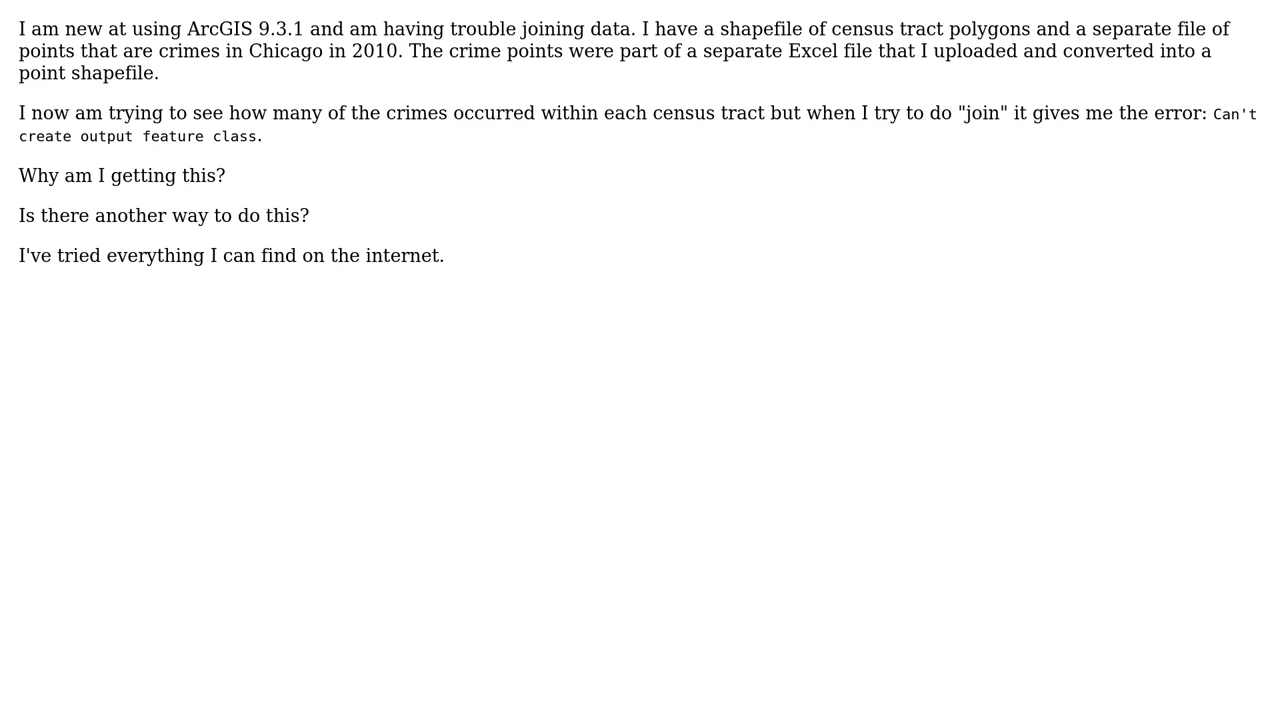 I am new at using ArcGIS 9.3.1 and am having trouble joining data. I have a shapefile of census tract polygons and a separate file of
points that are crimes in Chicago in 2010. The crime points were part of a separate Excel file that I uploaded and converted into a
point shapefile.
I now am trying to see how many of the crimes occurred within each census tract but when I try to do "join" it gives me the error: Can't
create output feature class.
Why am I getting this?
Is there another way to do this?
I've tried everything I can find on the internet.